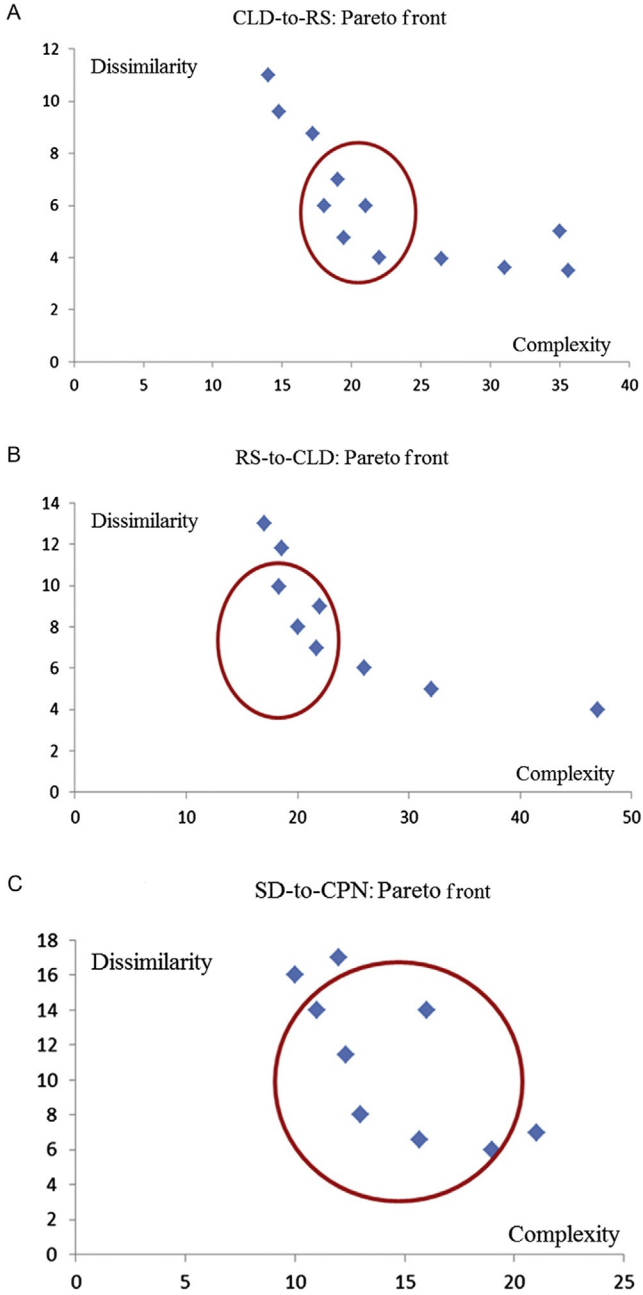 A
CLD-to-RS: Pareto front
12
Dissimilarity
10
8
6
4
2
Complexity
0
0 5 10 15 20 25 30 35 40
B
RS-to-CLD: Pareto front
14
Dissimilarity
12
10
8
6
4
2
Complexity
0
0 10 20 30 40 50
C
SD-to-CPN: Pareto front
18
Dissimilarity
16
14
12
10
8
6
4
2
Complexity
0
0 5 10 15 20 25